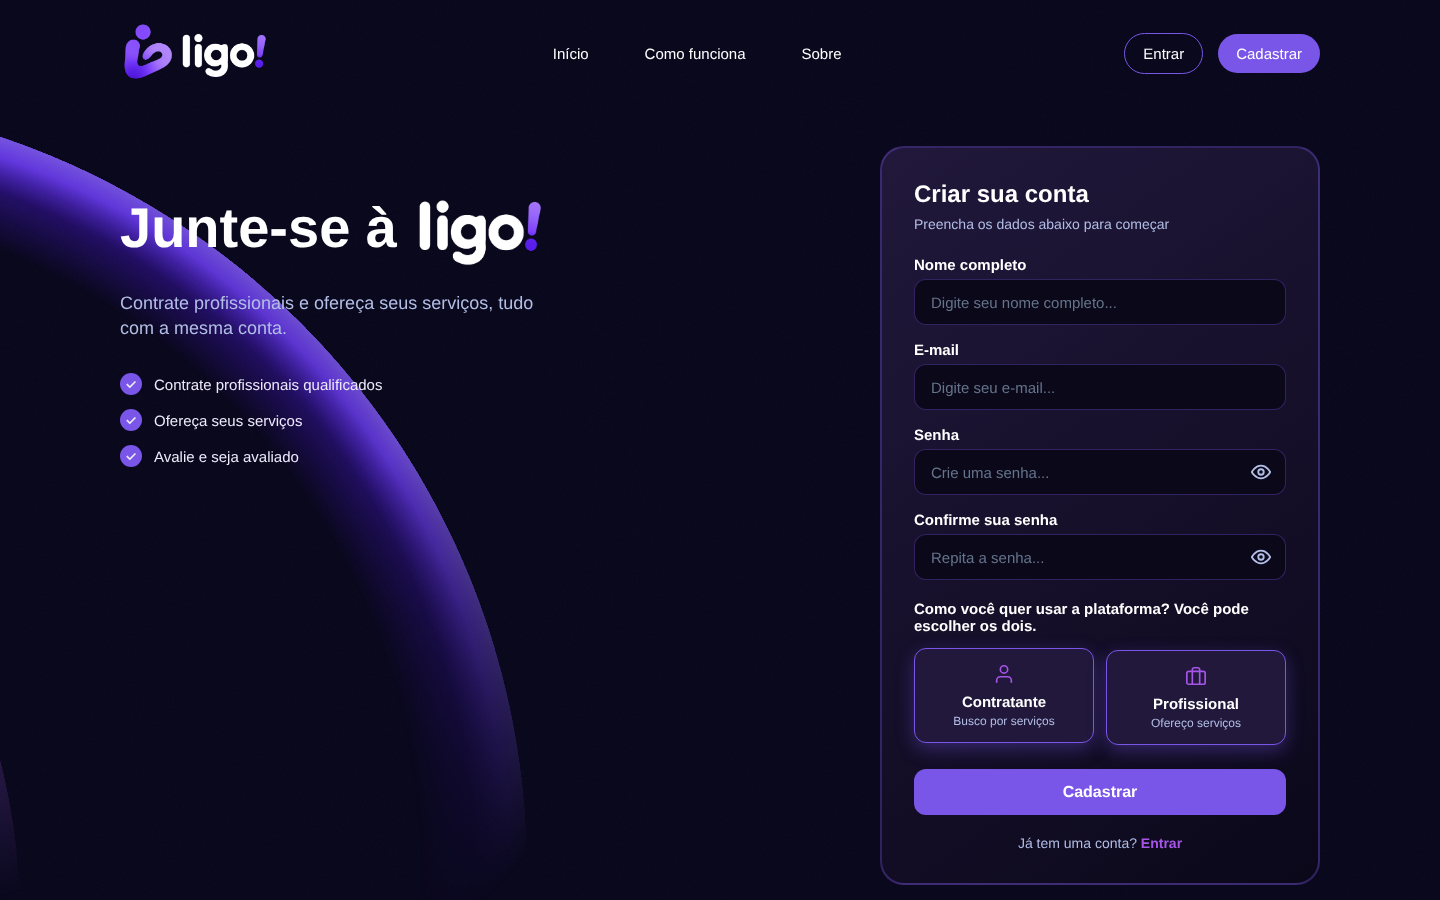 ligo!
Início
Como funciona
Sobre
Entrar
Cadastrar
Junte-se à ligo!
Contrate profissionais e ofereça seus serviços, tudo
com a mesma conta.
Contrate profissionais qualificados
Ofereça seus serviços
Avalie e seja avaliado
Criar sua conta
Preencha os dados abaixo para começar
Nome completo
Digite seu nome completo...
E-mail
Digite seu e-mail...
Senha
Crie uma senha...
Confirme sua senha
Repita a senha...
Como você quer usar a plataforma? Você pode
escolher os dois.
Contratante
Busco por serviços
Profissional
Ofereço serviços
Cadastrar
Já tem uma conta? Entrar